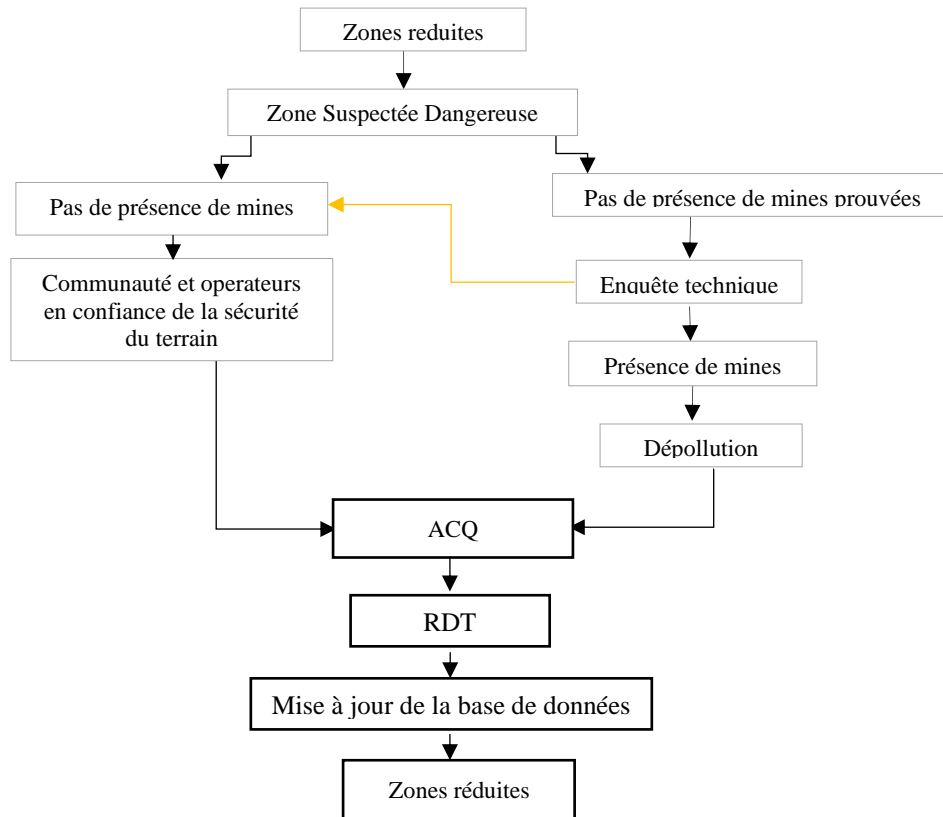 Zones reduites
Zone Suspectée Dangereuse
Pas de présence de mines
Pas de présence de mines prouvées
Communauté et operateurs
en confiance de la sécurité
du terrain
Enquête technique
Présence de mines
Dépollution
ACQ
RDT
Mise à jour de la base de données
Zones réduites